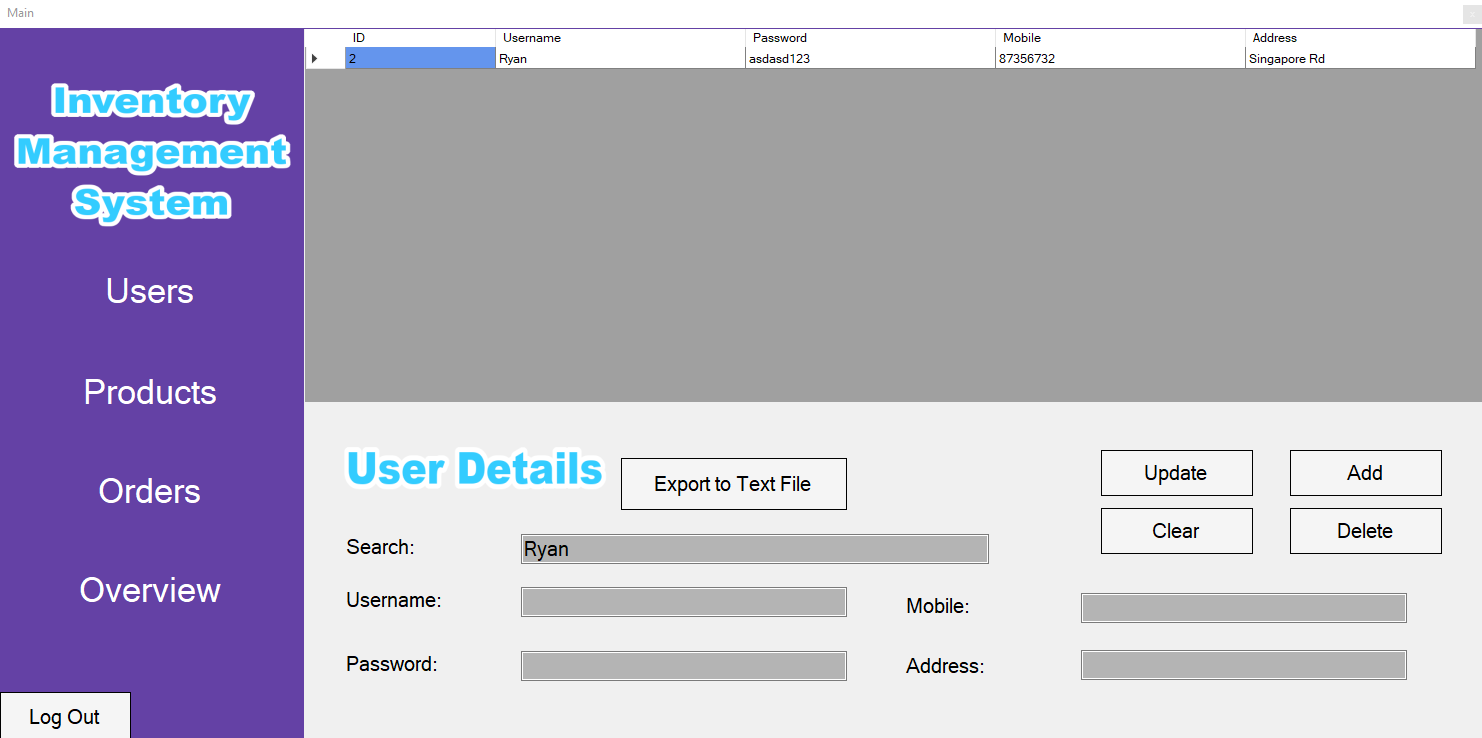 Main
ID Username Password Mobile Address
2 Ryan asdasd123 87356732 Singapore Rd
Inventory
Management
System
Users
Products
Orders
Overview
Log Out
User Details
Export to Text File
Update
Add
Clear
Delete
Search: Ryan
Username:
Mobile:
Password:
Address: